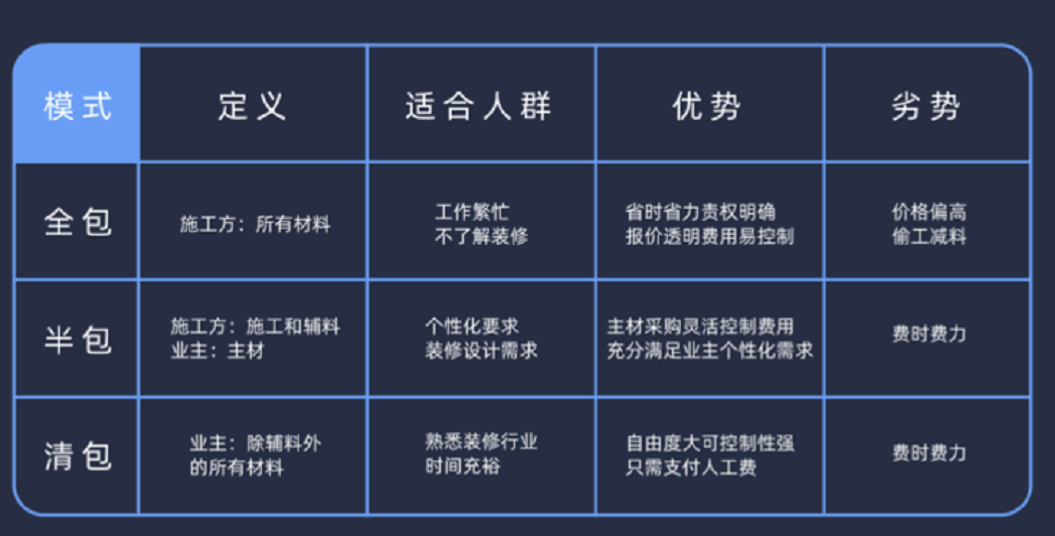 模式 定义 适合人群 优势 劣势
全包
施工方：所有材料
工作繁忙
不了解装修
省时省力责权明确
报价透明费用易控制
价格偏高
偷工减料
半包
施工方：施工和辅料
业主：主材
个性化要求
装修设计需求
主材采购灵活控制费用
充分满足业主个性化需求
费时费力
清包
业主：除辅料外
的所有材料
熟悉装修行业
时间充裕
自由度大可控制性强
只需支付人工费
费时费力